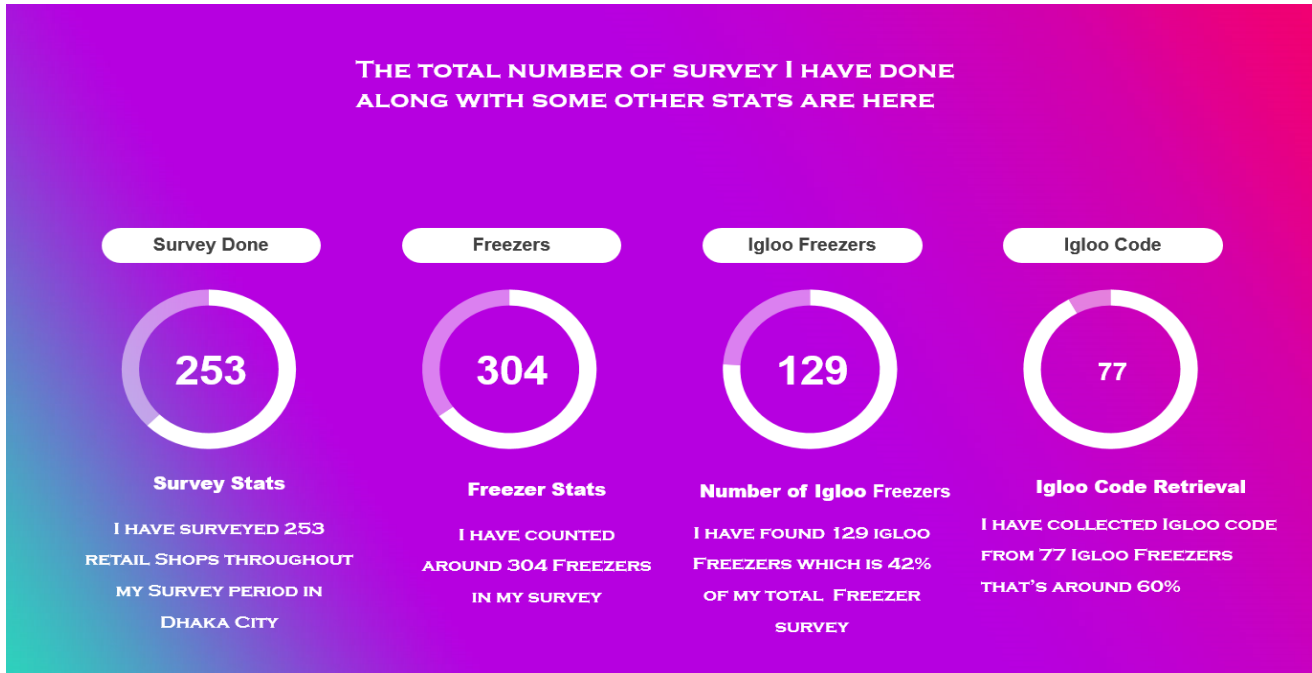 The total number of survey I have done
along with some other stats are here
Survey Done
Freezers
Igloo Freezers
Igloo Code
253
304
129
77
Survey Stats
I have surveyed 253
retail Shops throughout
my Survey period in
Dhaka City
Freezer Stats
I have counted
around 304 Freezers
in my survey
Number of Igloo Freezers
I have found 129 igloo
Freezers which is 42%
of my total Freezer
survey
Igloo Code Retrieval
I have collected Igloo code
from 77 Igloo Freezers
that's around 60%